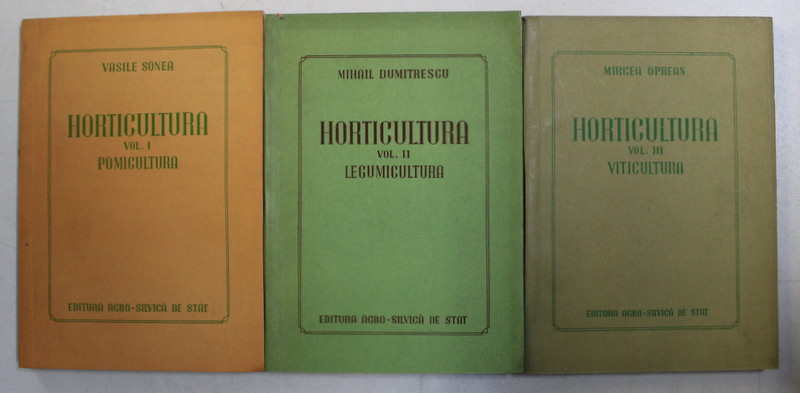 VASILE SONEA
HORTICULTURA
VOL. I
POMICULTURA
EDITURA AGRO-SILVICĂ DE STAT
MIHAIL DUMITRESCU
HORTICULTURA
VOL. II
LEGUMICULTURA
EDITURA AGRO-SILVICĂ DE STAT
MIRCEA OPREAN
HORTICULTURA
VOL. III
VITICULTURA
EDITURA AGRO-SILVICĂ DE STAT